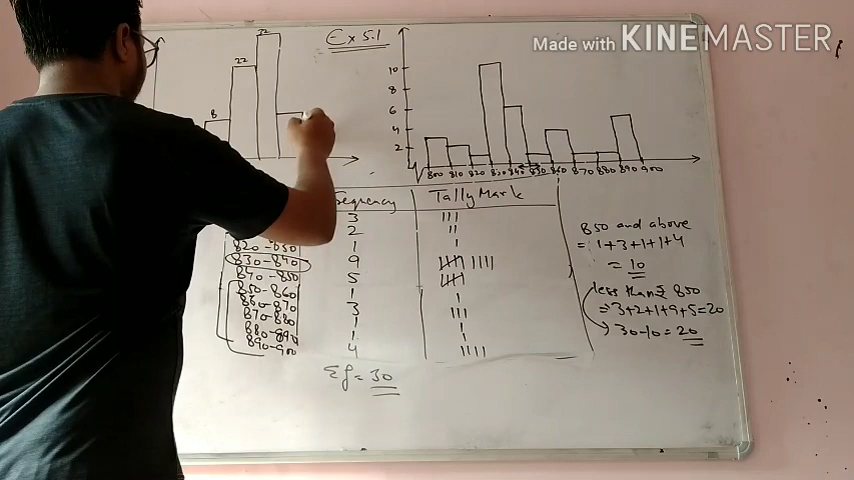 Made with KINEMASTER
Ex 5.1
8
22
32
10
8
6
4
2
800 810 820 830 840 850 860 870 880 890 900
Tally Mark
3 |||
2 ||
1 |
830-840 9 |||| ||||
840-850 5 ||||
850-860 1 |
860-870 3 |||
870-880 1 |
880-890 1 |
890-900 4 ||||
Σf = 30
850 and above
= 1+3+1+1+4
= 10
less than ₹ 850
= 3+2+1+9+5=20
30-10=20